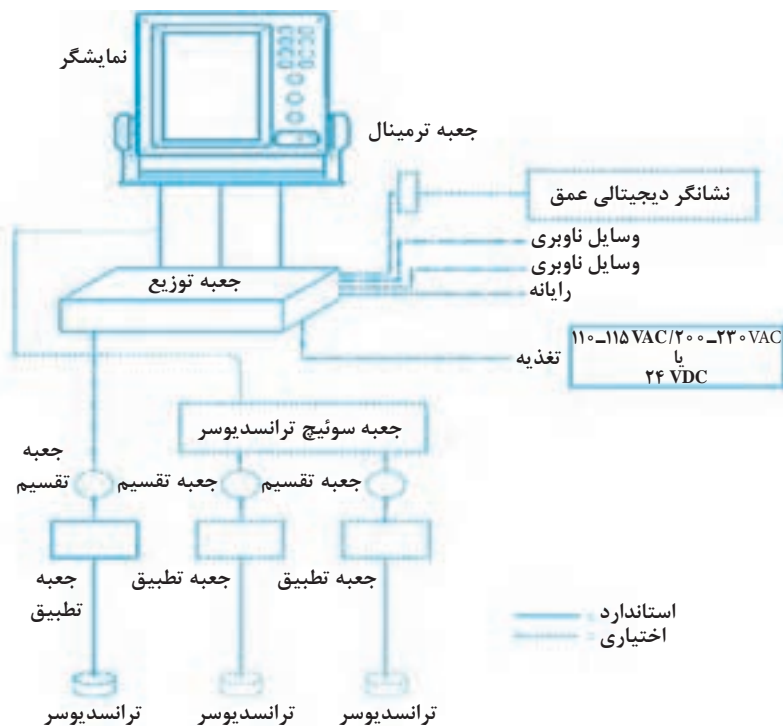 نمایشگر
جعبه ترمینال
نشانگر دیجیتالی عمق
وسایل ناوبری
وسایل ناوبری
رایانه
جعبه توزیع
تغذیه
۱۱۰–۱۱۵ VAC/۲۰۰–۲۳۰ VAC
یا
۲۴ VDC
جعبه سوئیچ ترانسدیوسر
جعبه
تقسیم
جعبه تقسیم
جعبه تقسیم
جعبه
تطبیق
جعبه تطبیق
جعبه تطبیق
استاندارد
اختیاری
ترانسدیوسر
ترانسدیوسر
ترانسدیوسر